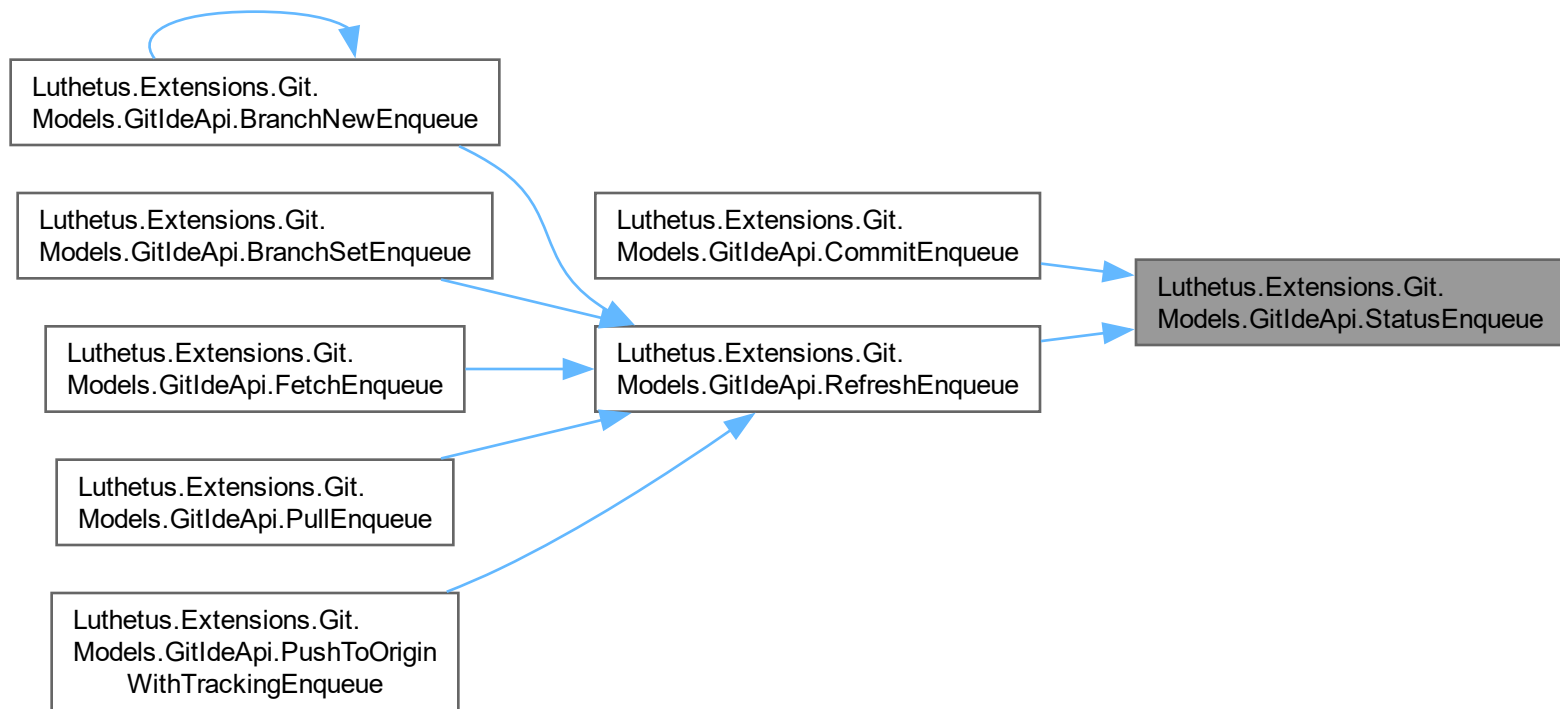 Luthetus.Extensions.Git.
Models.GitIdeApi.BranchNewEnqueue
Luthetus.Extensions.Git.
Models.GitIdeApi.BranchSetEnqueue
Luthetus.Extensions.Git.
Models.GitIdeApi.FetchEnqueue
Luthetus.Extensions.Git.
Models.GitIdeApi.PullEnqueue
Luthetus.Extensions.Git.
Models.GitIdeApi.PushToOrigin
WithTrackingEnqueue
Luthetus.Extensions.Git.
Models.GitIdeApi.CommitEnqueue
Luthetus.Extensions.Git.
Models.GitIdeApi.RefreshEnqueue
Luthetus.Extensions.Git.
Models.GitIdeApi.StatusEnqueue